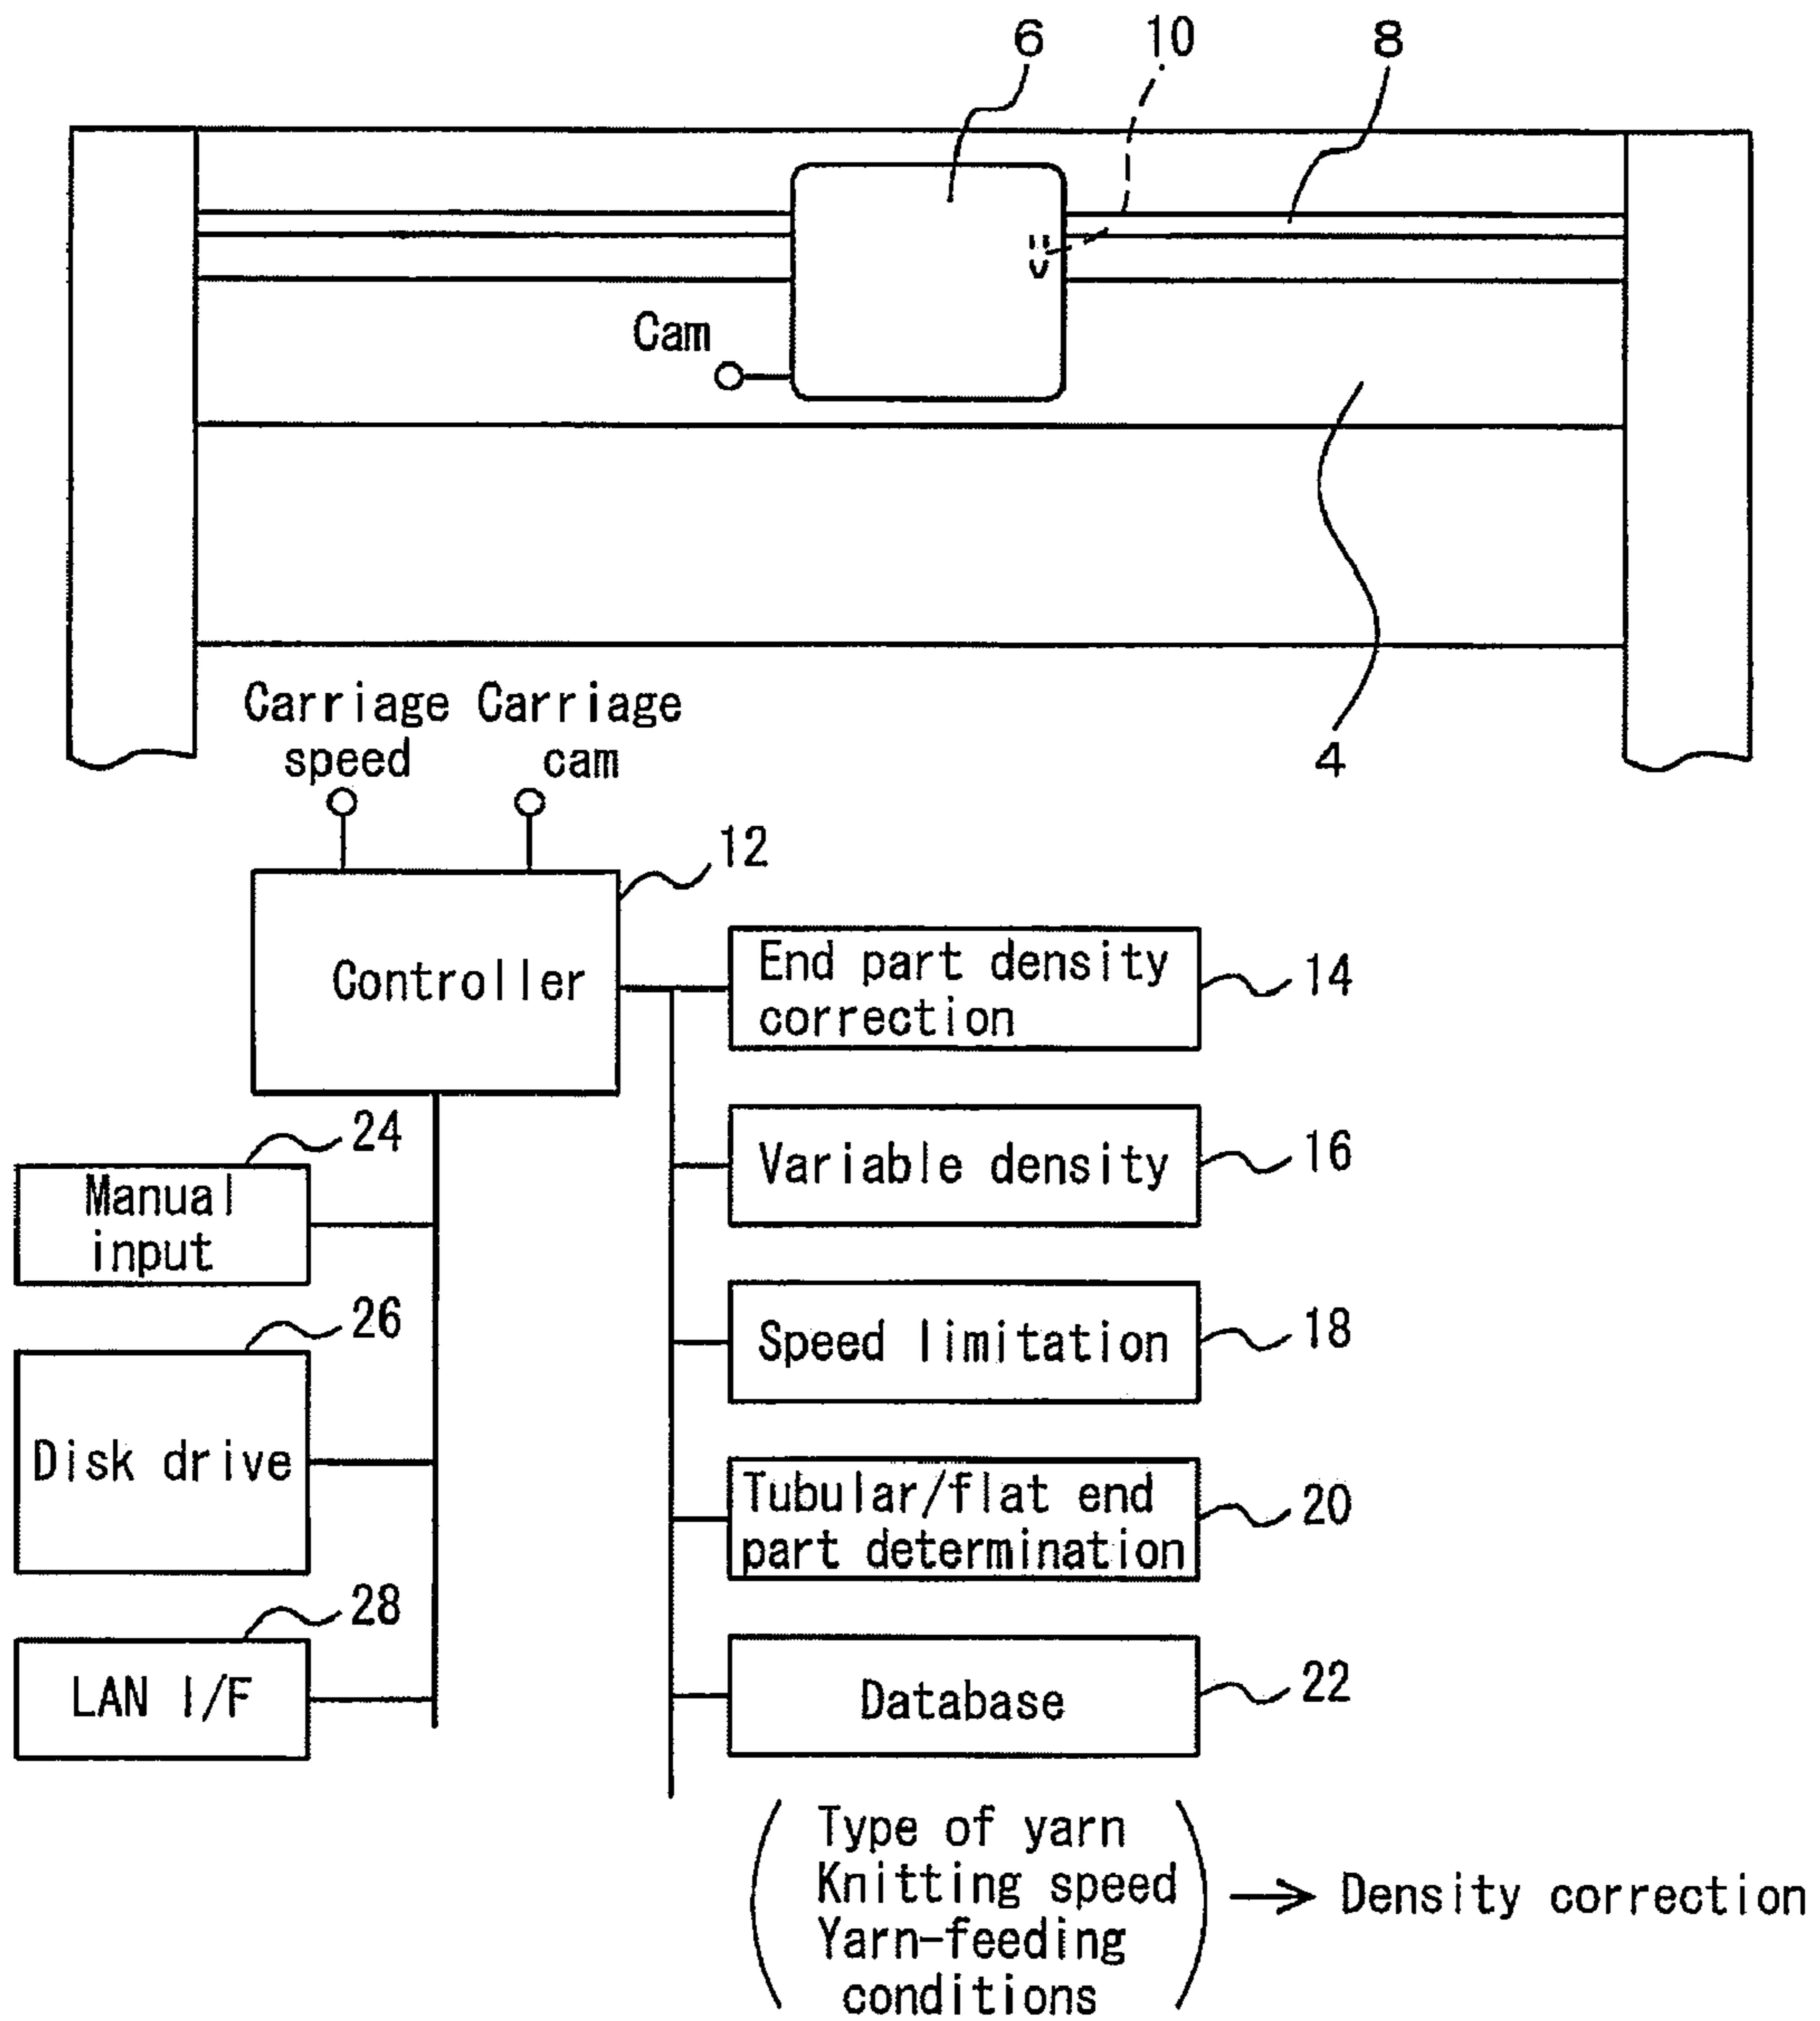 6
10
8
Cam
4
Carriage
speed
Carriage
cam
12
Controller
End part density
correction
14
24
Manual
input
Variable density
16
26
Disk drive
Speed limitation
18
28
LAN I/F
Tubular/flat end
part determination
20
Database
22
Type of yarn
Knitting speed
Yarn-feeding
conditions
Density correction